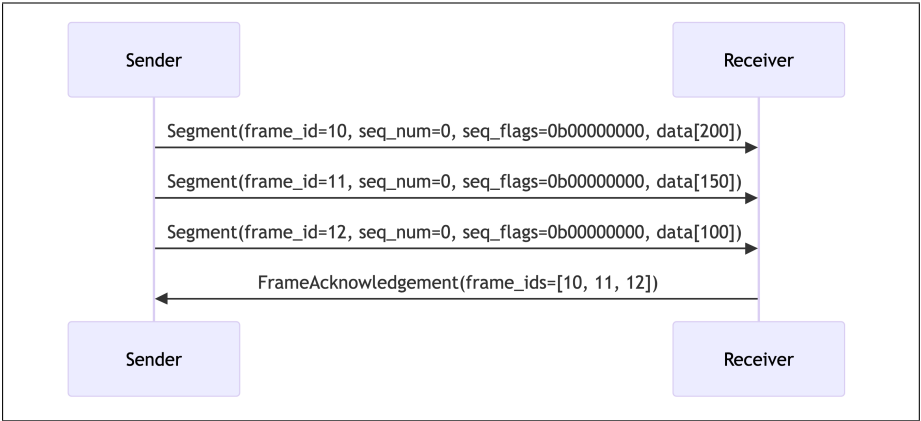 Sender
Receiver
Segment(frame_id=10, seq_num=0, seq_flags=0b00000000, data[200])
Segment(frame_id=11, seq_num=0, seq_flags=0b00000000, data[150])
Segment(frame_id=12, seq_num=0, seq_flags=0b00000000, data[100])
FrameAcknowledgement(frame_ids=[10, 11, 12])
Sender
Receiver